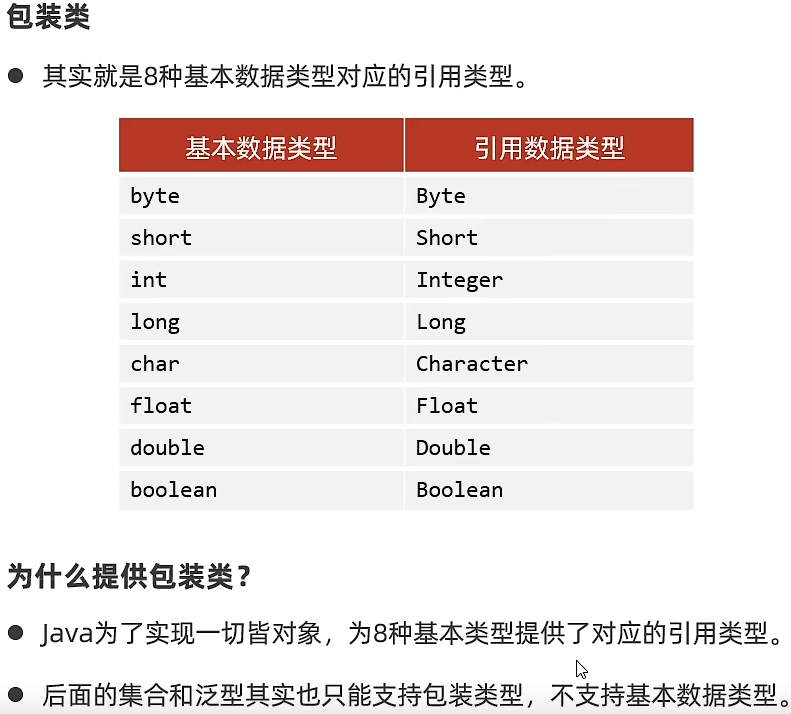 包装类
● 其实就是8种基本数据类型对应的引用类型。
基本数据类型 引用数据类型
byte Byte
short Short
int Integer
long Long
char Character
float Float
double Double
boolean Boolean
为什么提供包装类?
● Java为了实现一切皆对象，为8种基本类型提供了对应的引用类型。
● 后面的集合和泛型其实也只能支持包装类型，不支持基本数据类型。